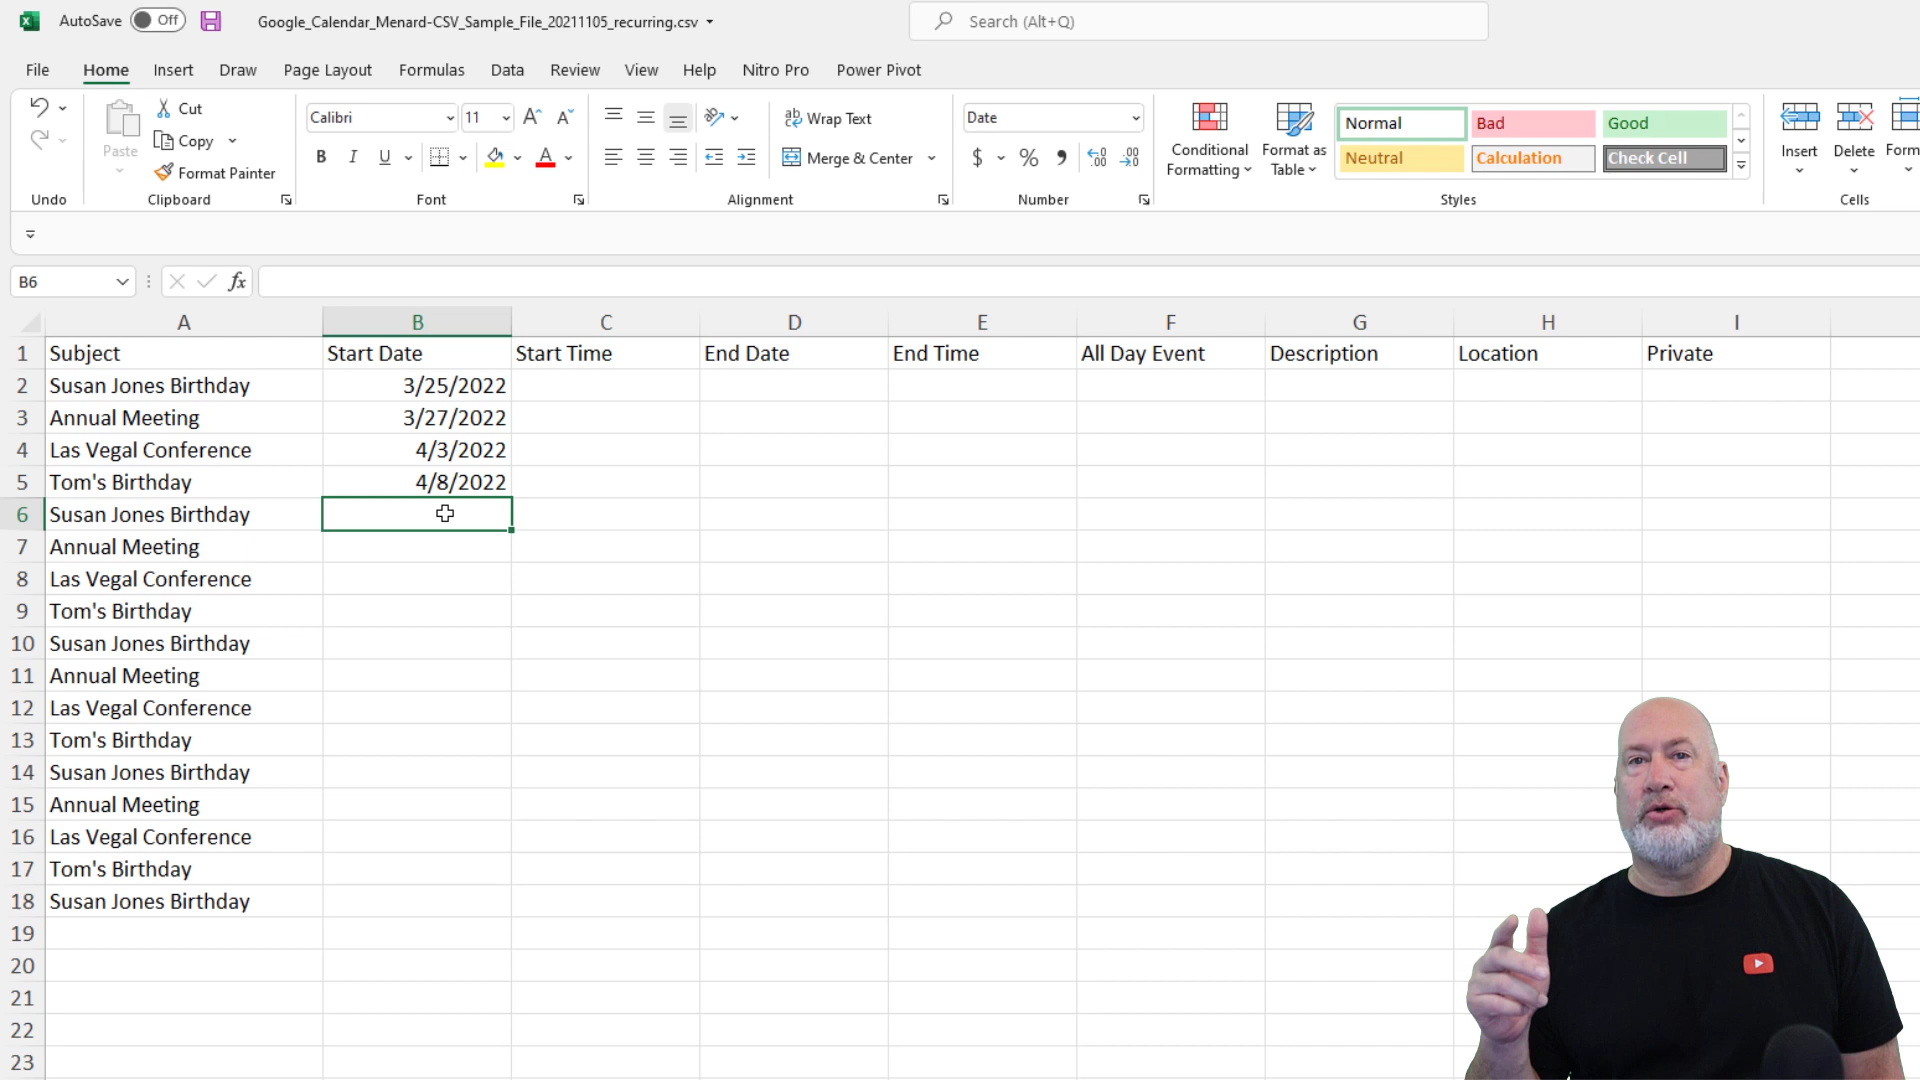 AutoSave Off Google_Calendar_Menard-CSV_Sample_File_20211105_recurring.csv Search (Alt+Q)
File Home Insert Draw Page Layout Formulas Data Review View Help Nitro Pro Power Pivot
Paste
Cut
Copy
Format Painter
Calibri 11
B I U A
Wrap Text
Merge & Center
Date
$ %
Conditional Formatting
Format as Table
Normal Bad Good
Neutral Calculation Check Cell
Insert Delete
Undo Clipboard Font Alignment Number Styles Cells
B6 fx
A B C D E F G H I
1 Subject Start Date Start Time End Date End Time All Day Event Description Location Private
2 Susan Jones Birthday 3/25/2022
3 Annual Meeting 3/27/2022
4 Las Vegal Conference 4/3/2022
5 Tom's Birthday 4/8/2022
6 Susan Jones Birthday
7 Annual Meeting
8 Las Vegal Conference
9 Tom's Birthday
10 Susan Jones Birthday
11 Annual Meeting
12 Las Vegal Conference
13 Tom's Birthday
14 Susan Jones Birthday
15 Annual Meeting
16 Las Vegal Conference
17 Tom's Birthday
18 Susan Jones Birthday
19
20
21
22
23